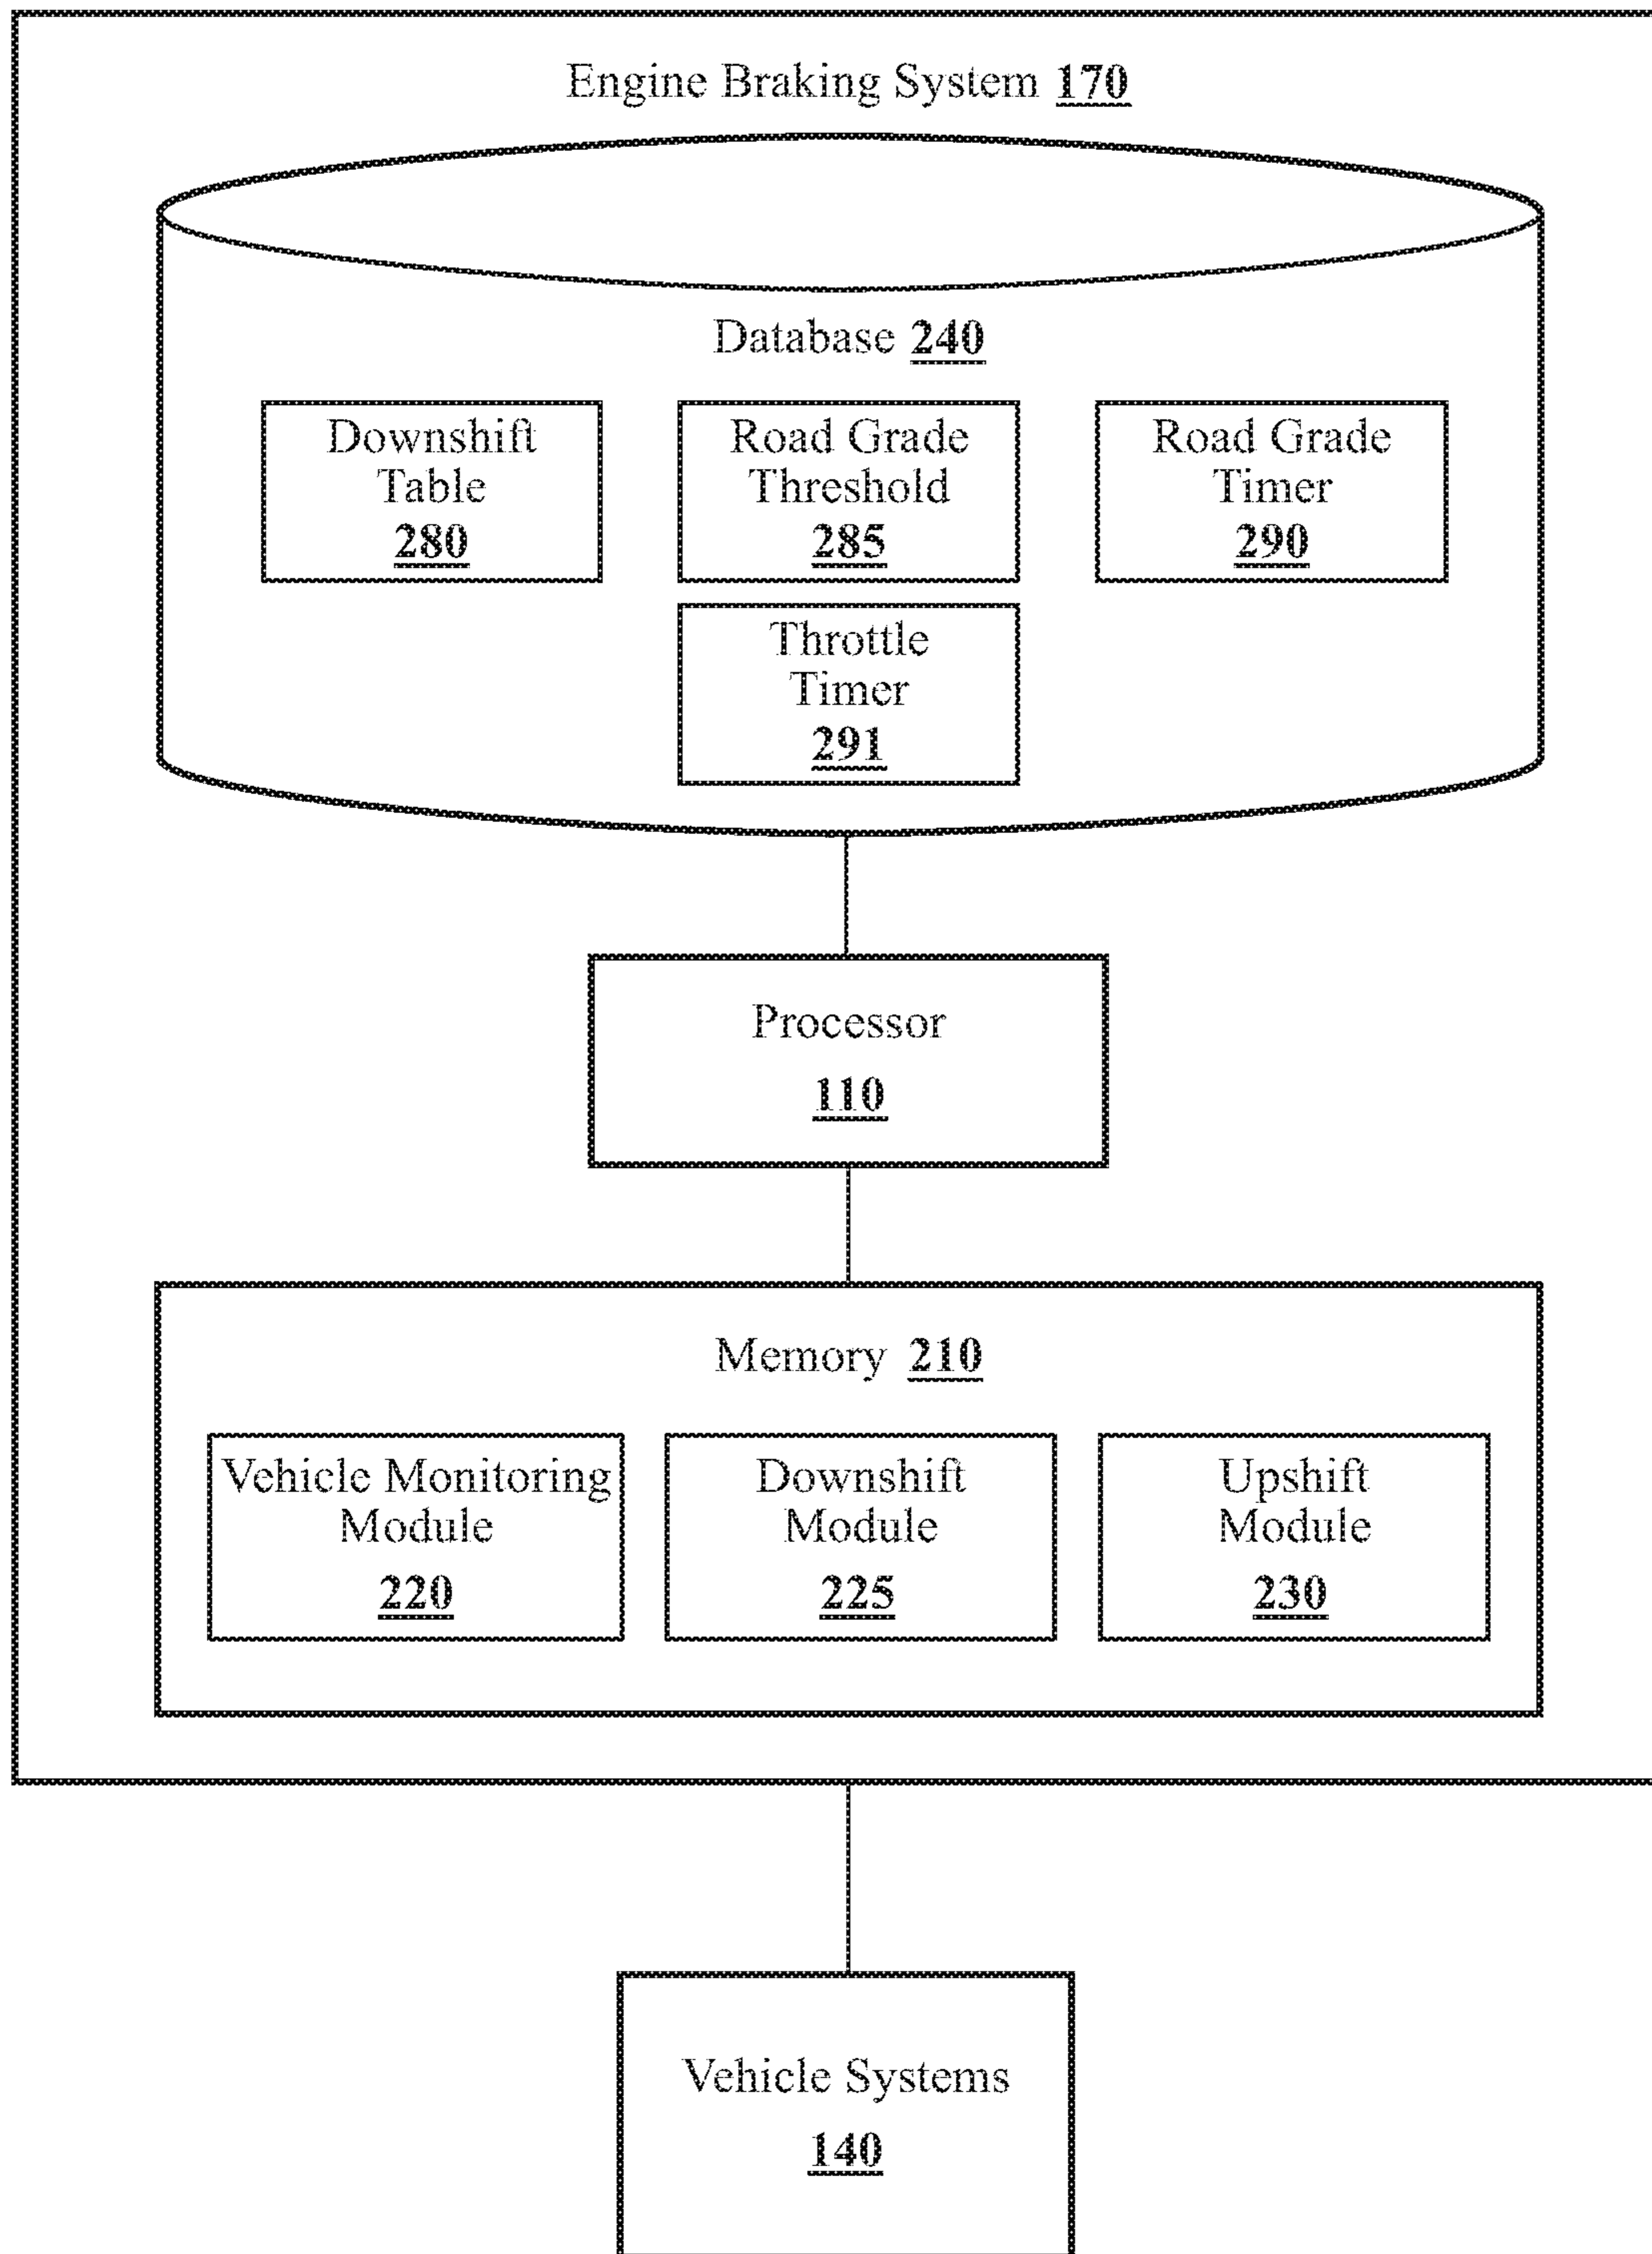 Engine Braking System 170
Database 240
Downshift
Table
280
Road Grade
Threshold
285
Road Grade
Timer
290
Throttle
Timer
291
Processor
110
Memory 210
Vehicle Monitoring
Module
220
Downshift
Module
225
Upshift
Module
230
Vehicle Systems
140